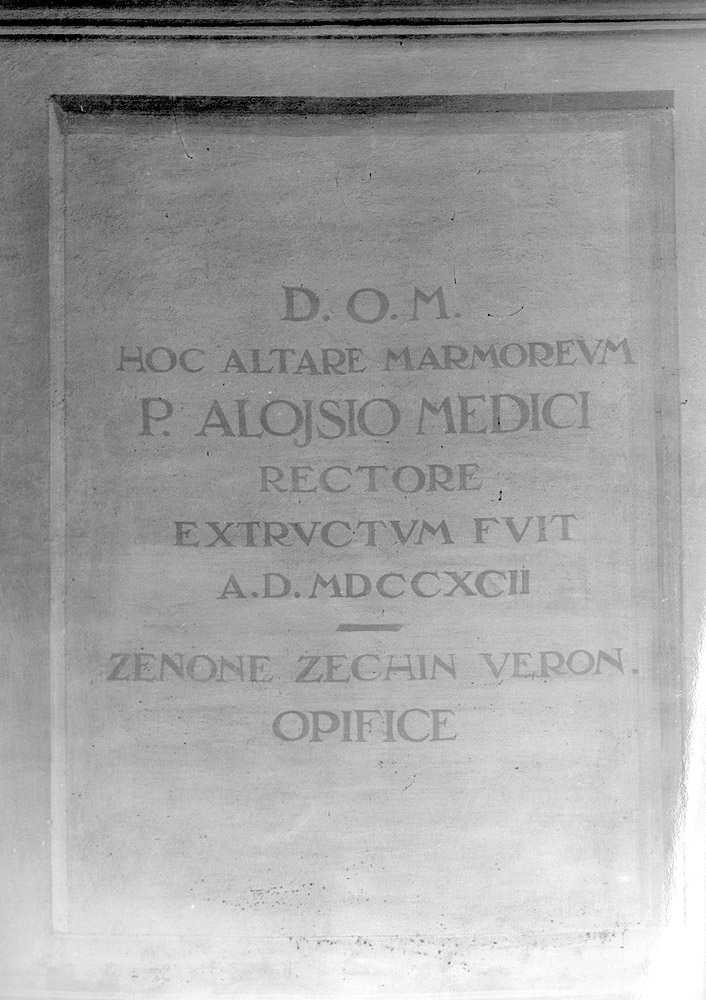 D. O. M.
HOC ALTARE MARMOREVM
P. ALOJSIO MEDICI
RECTORE
EXTRVCTVM FVIT
A.D. MDCCXCII
ZENONE ZECHIN VERON.
OPIFICE